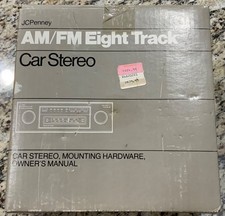 JCPenney
AM/FM Eight Track
Car Stereo
CAR STEREO, MOUNTING HARDWARE,
OWNER'S MANUAL